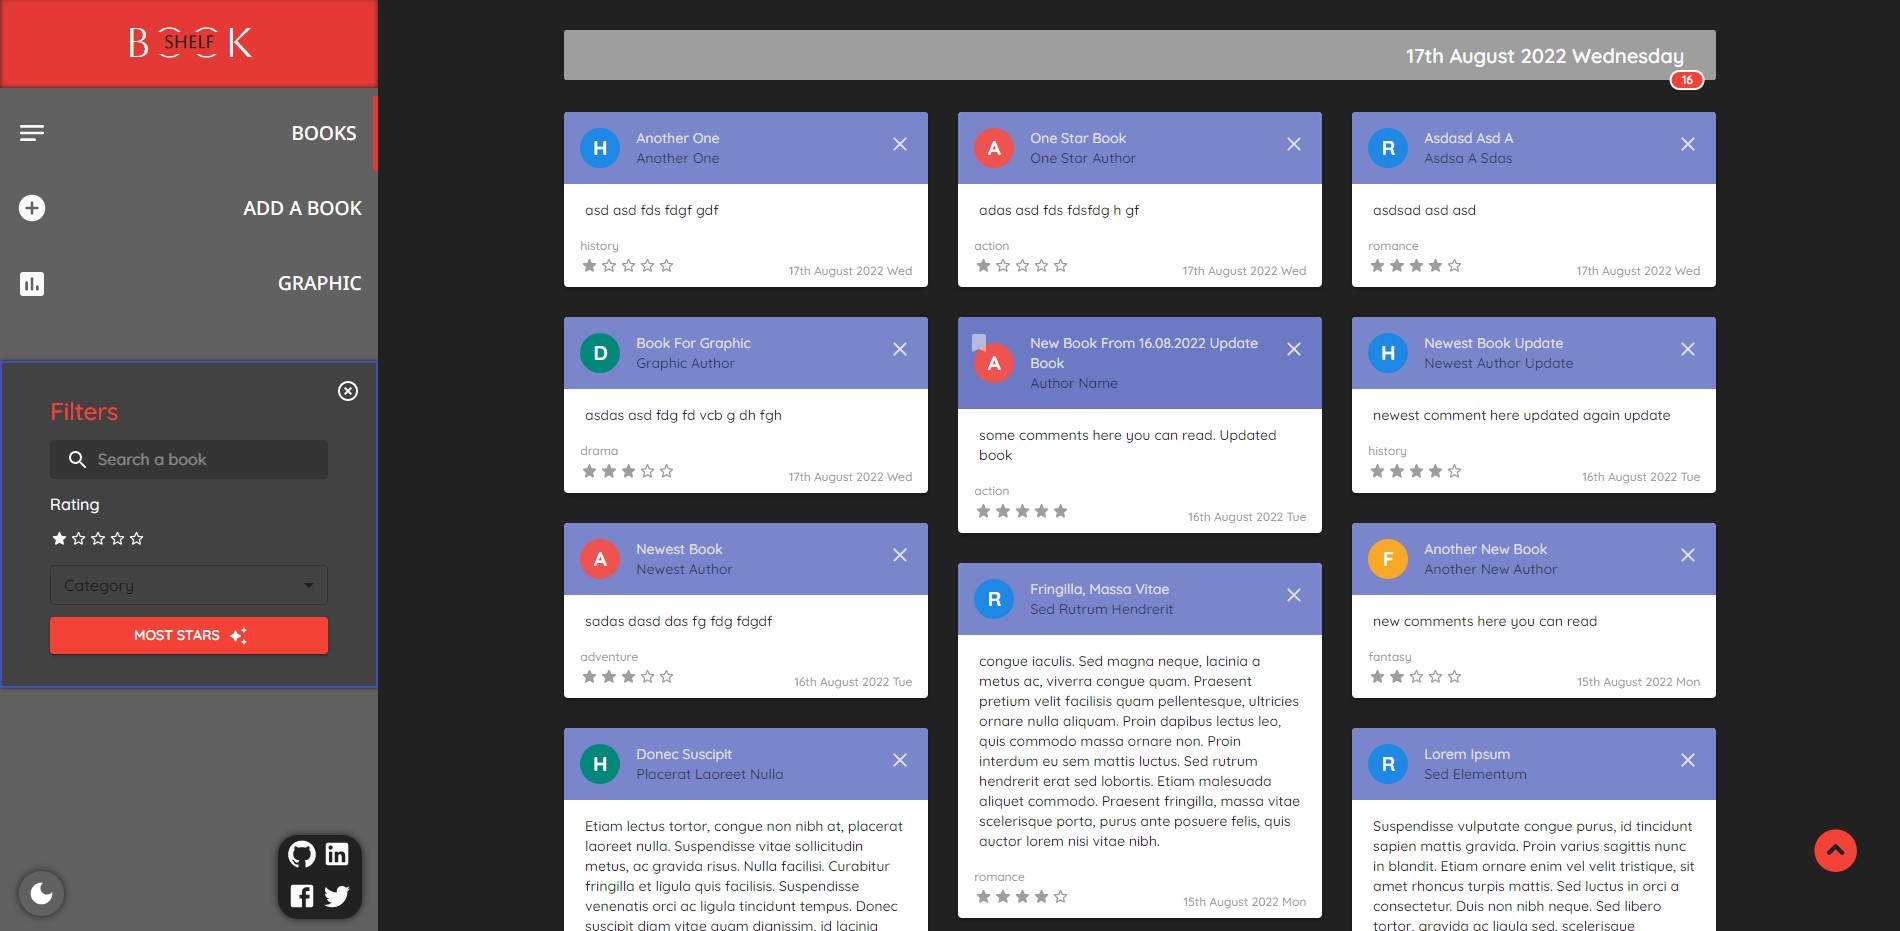 BOOK
SHELF
BOOKS
ADD A BOOK
GRAPHIC
Filters
Search a book
Rating
Category
MOST STARS
17th August 2022 Wednesday
16
H
Another One
Another One
asd asd fds fdgf gdf
history
17th August 2022 Wed
A
One Star Book
One Star Author
adas asd fds fdsfdg h gf
action
17th August 2022 Wed
R
Asdasd Asd A
Asdsa A Sdas
asdsad asd asd
romance
17th August 2022 Wed
D
Book For Graphic
Graphic Author
asdas asd fdg fd vcb g dh fgh
drama
17th August 2022 Wed
A
New Book From 16.08.2022 Update
Book
Author Name
some comments here you can read. Updated
book
action
16th August 2022 Tue
H
Newest Book Update
Newest Author Update
newest comment here updated again update
history
16th August 2022 Tue
A
Newest Book
Newest Author
sadas dasd das fg fdg fdgdf
adventure
16th August 2022 Tue
R
Fringilla, Massa Vitae
Sed Rutrum Hendrerit
congue iaculis. Sed magna neque, lacinia a
metus ac, viverra congue quam. Praesent
pretium velit facilisis quam pellentesque, ultricies
ornare nulla aliquam. Proin dapibus lectus leo,
quis commodo massa ornare non. Proin
interdum eu sem mattis luctus. Sed rutrum
hendrerit erat sed lobortis. Etiam malesuada
aliquet commodo. Praesent fringilla, massa vitae
scelerisque porta, purus ante posuere felis, quis
auctor lorem nisi vitae nibh.
romance
15th August 2022 Mon
F
Another New Book
Another New Author
new comments here you can read
fantasy
15th August 2022 Mon
H
Donec Suscipit
Placerat Laoreet Nulla
Etiam lectus tortor, congue non nibh at, placerat
laoreet nulla. Suspendisse vitae sollicitudin
metus, ac gravida risus. Nulla facilisi. Curabitur
fringilla et ligula quis facilisis. Suspendisse
venenatis orci ac ligula tincidunt tempus. Donec
suscipit diam vitae quam dignissim, id lacinia
R
Lorem Ipsum
Sed Elementum
Suspendisse vulputate congue purus, id tincidunt
sapien mattis gravida. Proin varius sagittis nunc
in blandit. Etiam ornare enim vel velit tristique, sit
amet rhoncus turpis mattis. Sed luctus in orci a
consectetur. Duis non nibh neque. Sed libero
tortor, gravida ac ligula sed, scelerisque